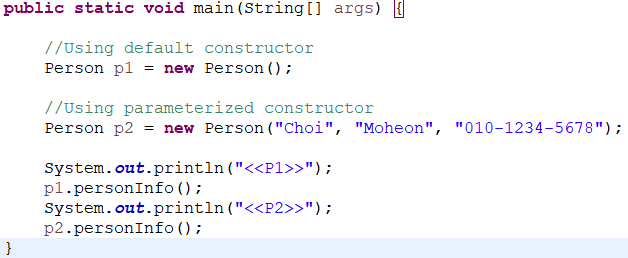 public static void main(String[] args) {
//Using default constructor
Person p1 = new Person();
//Using parameterized constructor
Person p2 = new Person("Choi", "Moheon", "010-1234-5678");
System.out.println("<<P1>>");
p1.personInfo();
System.out.println("<<P2>>");
p2.personInfo();
}